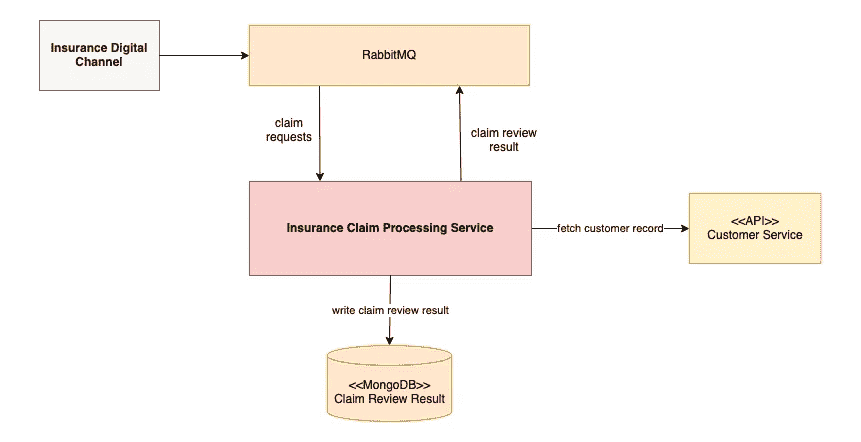 Insurance Digital
Channel
RabbitMQ
claim
requests
claim review
result
Insurance Claim Processing Service
fetch customer record
<<API>>
Customer Service
write claim review result
<<MongoDB>>
Claim Review Result